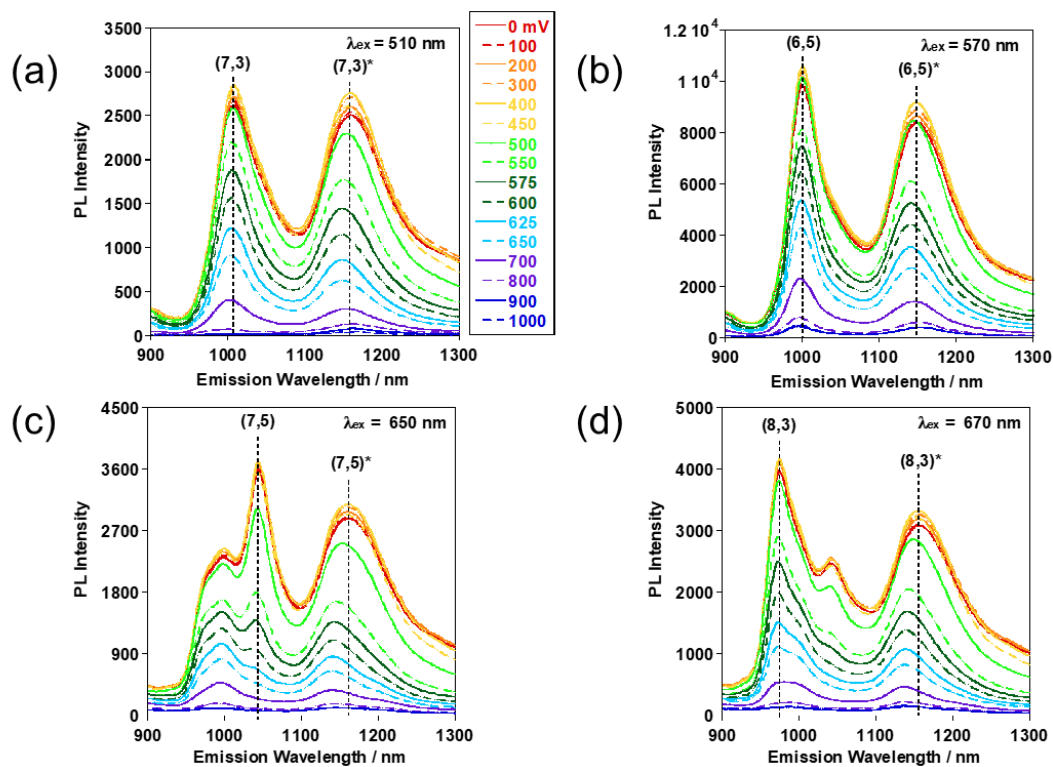 (a)
3500
3000
2500
2000
1500
1000
500
0
PL Intensity
(7,3)
(7,3)*
λex = 510 nm
900 1000 1100 1200 1300
Emission Wavelength / nm
0 mV
100
200
300
400
450
500
550
575
600
625
650
700
800
900
1000
(b)
1.2 10⁴
10⁴
8000
6000
4000
2000
0
PL Intensity
(6,5)
(6,5)*
λex = 570 nm
900 1000 1100 1200 1300
Emission Wavelength / nm
(c)
4500
3600
2700
1800
900
0
PL Intensity
(7,5)
(7,5)*
λex = 650 nm
900 1000 1100 1200 1300
Emission Wavelength / nm
(d)
5000
4000
3000
2000
1000
0
PL Intensity
(8,3)
(8,3)*
λex = 670 nm
900 1000 1100 1200 1300
Emission Wavelength / nm